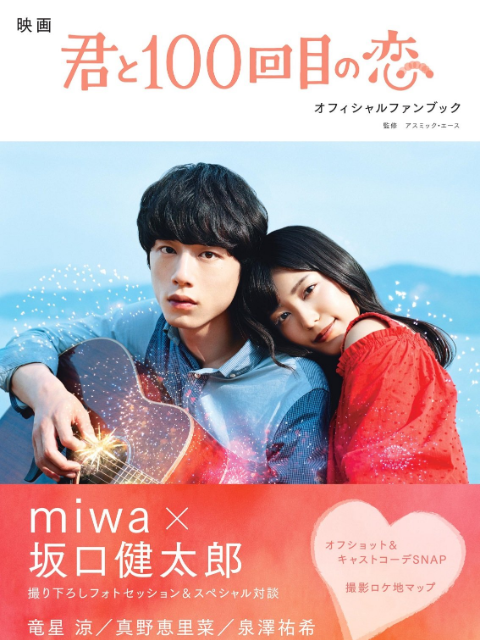 映画
君と100回目の恋
オフィシャルファンブック
監修　アスミック・エース
miwa×
坂口健太郎
撮り下ろしフォトセッション＆スペシャル対談
竜星 涼／真野恵里菜／泉澤祐希
オフショット＆
キャストコーデSNAP
撮影ロケ地マップ